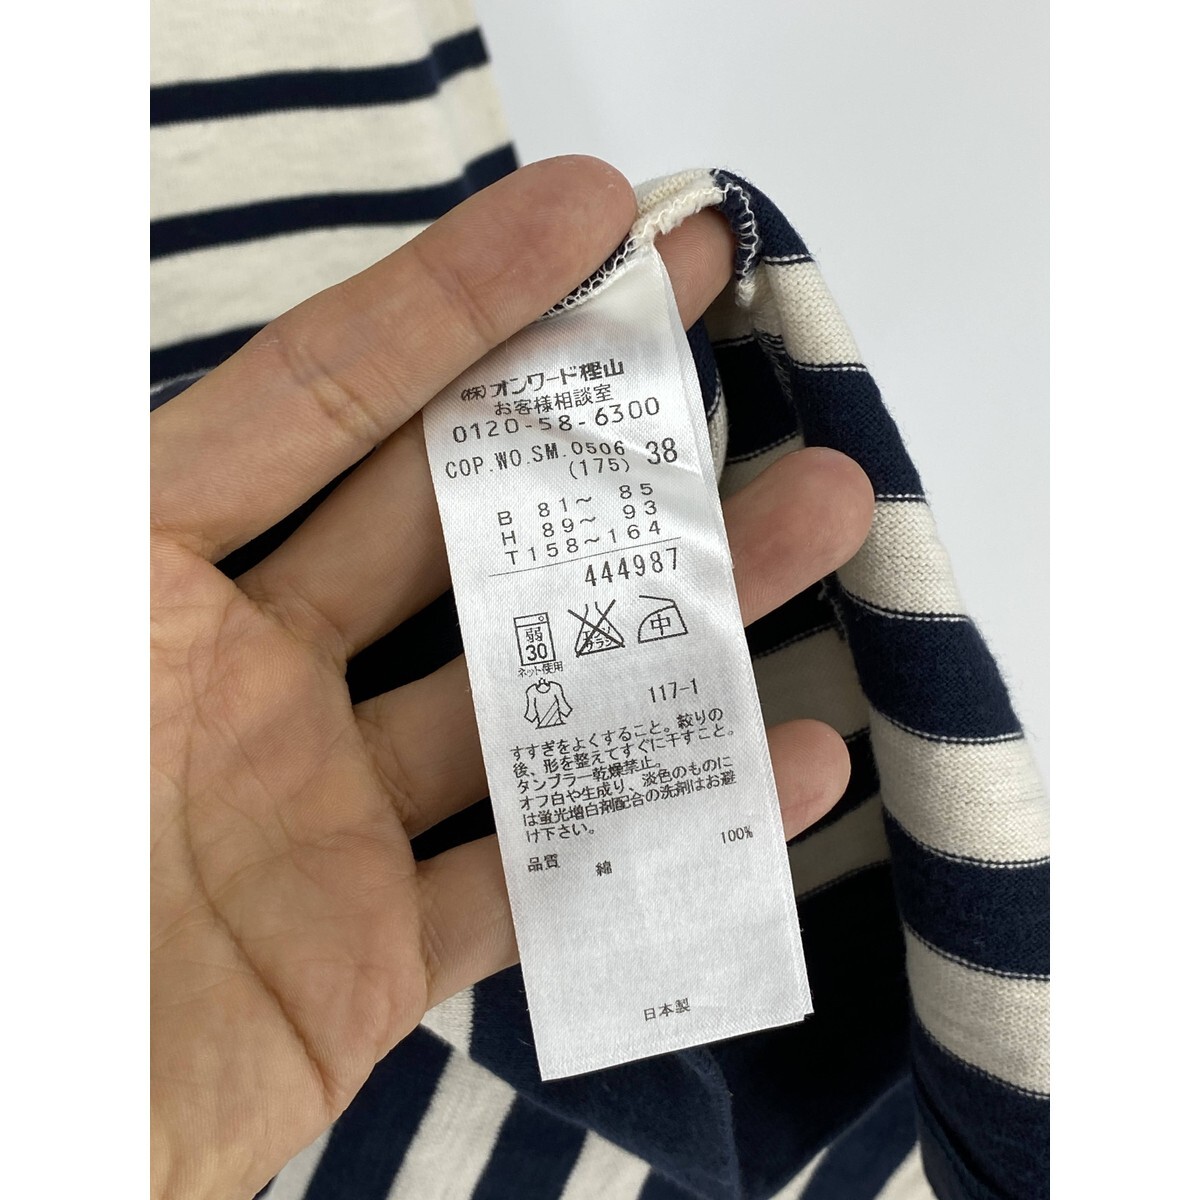 (株)オンワード樫山
お客様相談室
0120-58-6300
COP.WO.SM.0506 38
(175)
B 81～ 85
H 89～ 93
T158～164
444987
弱
30
ネット使用
中
117-1
すすぎをよくすること。絞りの
後、形を整えてすぐに干すこと。
タンブラー乾燥禁止。
オフ白や生成り、淡色のものに
は蛍光増白剤配合の洗剤はお避
け下さい。
品質 綿 100%
日本製